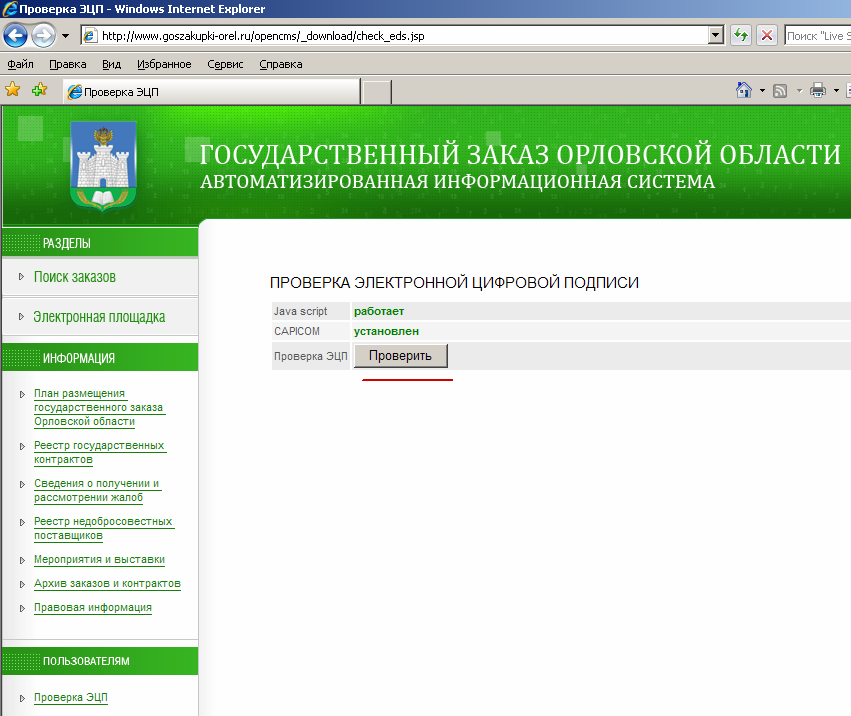 Проверка ЭЦП - Windows Internet Explorer
http://www.goszakupki-orel.ru/opencms/_download/check_eds.jsp
Поиск "Live S
Файл Правка Вид Избранное Сервис Справка
Проверка ЭЦП
ГОСУДАРСТВЕННЫЙ ЗАКАЗ ОРЛОВСКОЙ ОБЛАСТИ
АВТОМАТИЗИРОВАННАЯ ИНФОРМАЦИОННАЯ СИСТЕМА
РАЗДЕЛЫ
Поиск заказов
Электронная площадка
ИНФОРМАЦИЯ
План размещения
государственного заказа
Орловской области
Реестр государственных
контрактов
Сведения о получении и
рассмотрении жалоб
Реестр недобросовестных
поставщиков
Мероприятия и выставки
Архив заказов и контрактов
Правовая информация
ПОЛЬЗОВАТЕЛЯМ
Проверка ЭЦП
ПРОВЕРКА ЭЛЕКТРОННОЙ ЦИФРОВОЙ ПОДПИСИ
Java script работает
CAPICOM установлен
Проверка ЭЦП Проверить